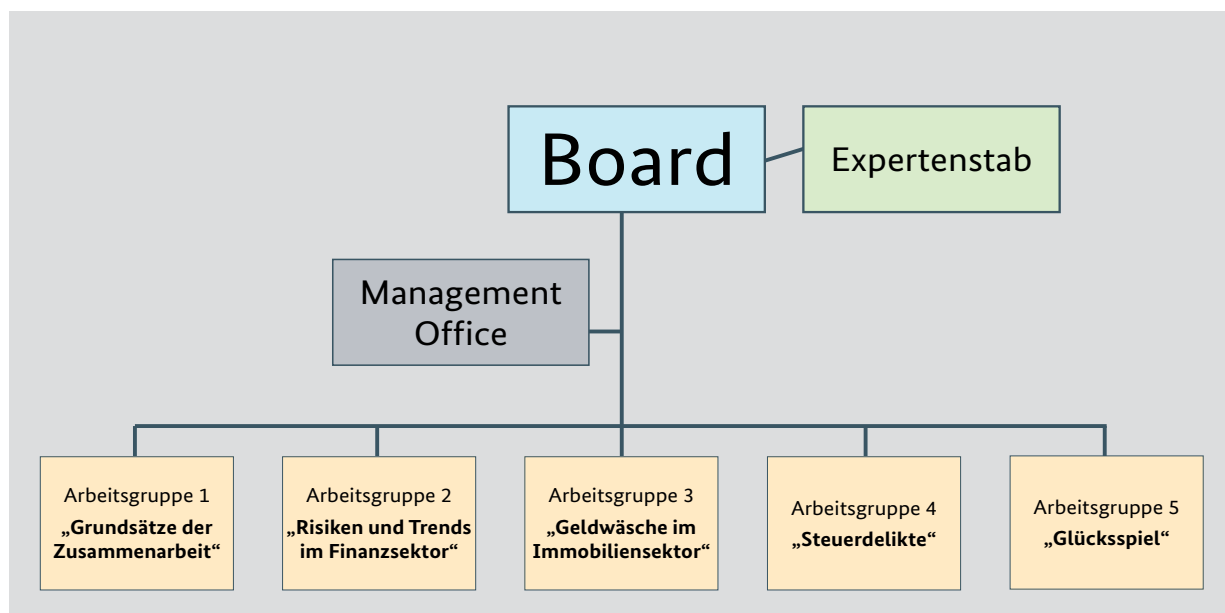 Board
Expertenstab
Management
Office
Arbeitsgruppe 1
„Grundsätze der
Zusammenarbeit“
Arbeitsgruppe 2
„Risiken und Trends
im Finanzsektor“
Arbeitsgruppe 3
„Geldwäsche im
Immobiliensektor“
Arbeitsgruppe 4
„Steuerdelikte“
Arbeitsgruppe 5
„Glücksspiel“